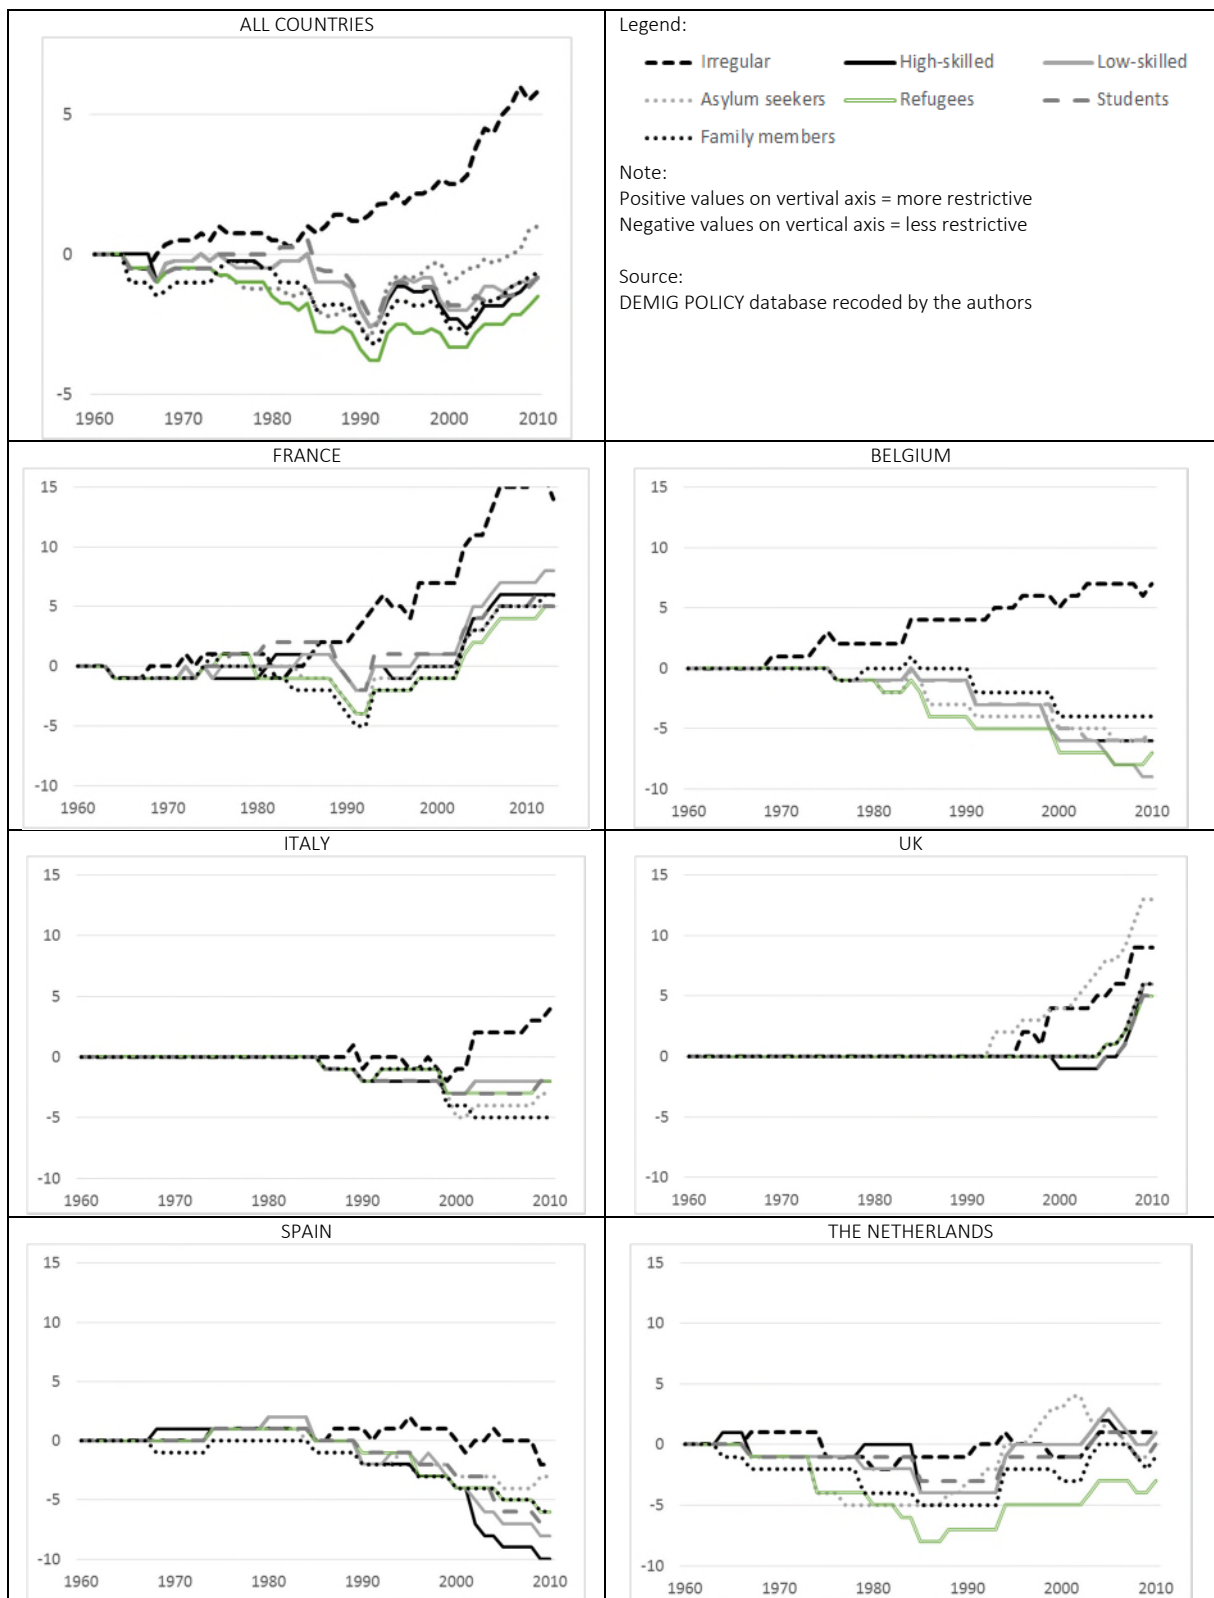 ALL COUNTRIES
5
0
-5
1960 1970 1980 1990 2000 2010
Legend:
Irregular High-skilled Low-skilled
Asylum seekers Refugees Students
Family members
Note:
Positive values on vertival axis = more restrictive
Negative values on vertical axis = less restrictive
Source:
DEMIG POLICY database recoded by the authors
FRANCE
15
10
5
0
-5
-10
1960 1970 1980 1990 2000 2010
BELGIUM
15
10
5
0
-5
-10
1960 1970 1980 1990 2000 2010
ITALY
15
10
5
0
-5
-10
1960 1970 1980 1990 2000 2010
UK
15
10
5
0
-5
-10
1960 1970 1980 1990 2000 2010
SPAIN
15
10
5
0
-5
-10
1960 1970 1980 1990 2000 2010
THE NETHERLANDS
15
10
5
0
-5
-10
1960 1970 1980 1990 2000 2010